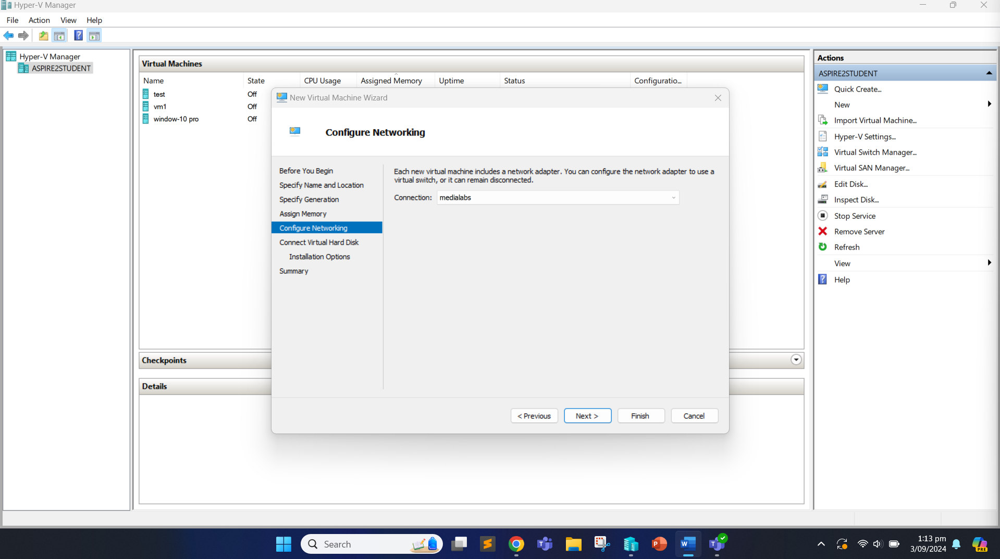 Hyper-V Manager
File Action View Help
Hyper-V Manager
ASPIRE2STUDENT
Virtual Machines
Name State CPU Usage Assigned Memory Uptime Status Configuratio...
test Off
vm1 Off
window-10 pro Off
New Virtual Machine Wizard
Configure Networking
Before You Begin
Specify Name and Location
Specify Generation
Assign Memory
Configure Networking
Connect Virtual Hard Disk
Installation Options
Summary
Each new virtual machine includes a network adapter. You can configure the network adapter to use a
virtual switch, or it can remain disconnected.
Connection: medialabs
< Previous Next > Finish Cancel
Checkpoints
Details
Actions
ASPIRE2STUDENT
Quick Create...
New
Import Virtual Machine...
Hyper-V Settings...
Virtual Switch Manager...
Virtual SAN Manager...
Edit Disk...
Inspect Disk...
Stop Service
Remove Server
Refresh
View
Help
Search
1:13 pm
3/09/2024
PRE